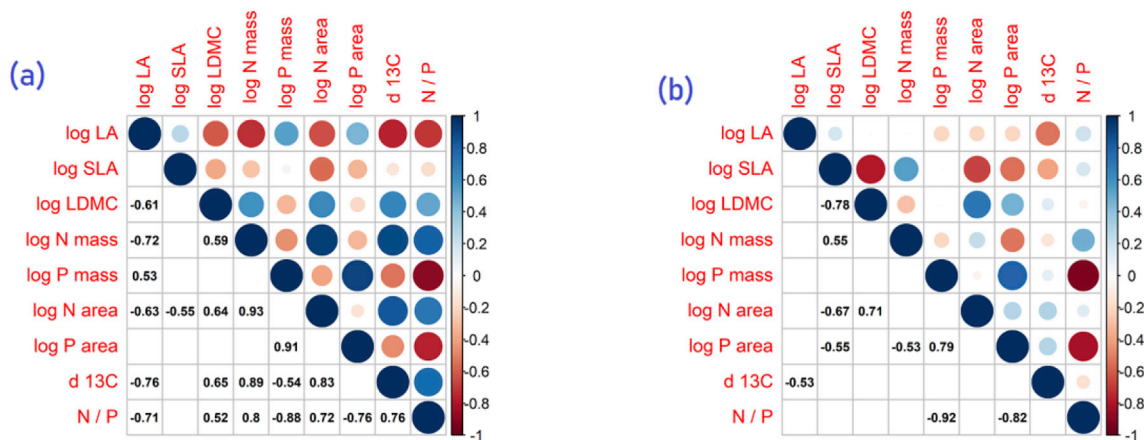 (a)
log LA
log SLA
log LDMC
log N mass
log P mass
log N area
log P area
d 13C
N / P
log LA
log SLA
log LDMC -0.61
log N mass -0.72 0.59
log P mass 0.53
log N area -0.63 -0.55 0.64 0.93
log P area 0.91
d 13C -0.76 0.65 0.89 -0.54 0.83
N / P -0.71 0.52 0.8 -0.88 0.72 -0.76 0.76
1
0.8
0.6
0.4
0.2
0
-0.2
-0.4
-0.6
-0.8
-1
(b)
log LA
log SLA
log LDMC
log N mass
log P mass
log N area
log P area
d 13C
N / P
log LA
log SLA
log LDMC -0.78
log N mass 0.55
log P mass
log N area -0.67 0.71
log P area -0.55 -0.53 0.79
d 13C -0.53
N / P -0.92 -0.82
1
0.8
0.6
0.4
0.2
0
-0.2
-0.4
-0.6
-0.8
-1